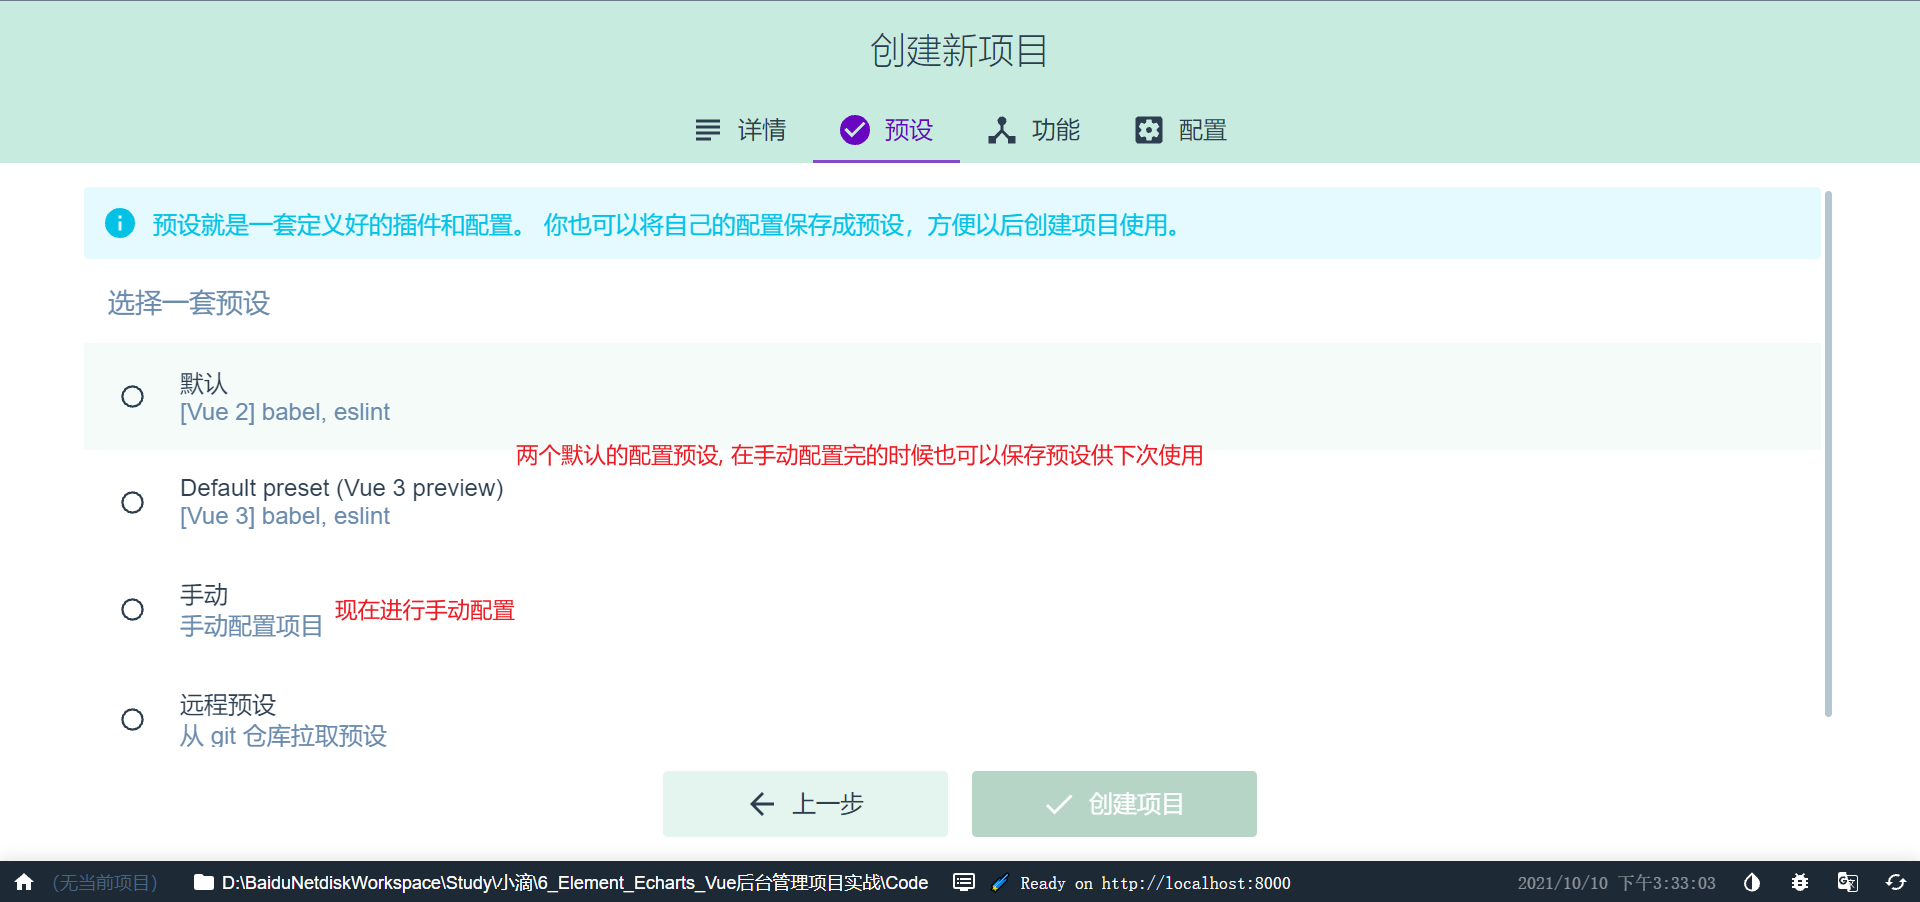 创建新项目
详情 预设 功能 配置
预设就是一套定义好的插件和配置。 你也可以将自己的配置保存成预设，方便以后创建项目使用。
选择一套预设
默认
[Vue 2] babel, eslint
两个默认的配置预设, 在手动配置完的时候也可以保存预设供下次使用
Default preset (Vue 3 preview)
[Vue 3] babel, eslint
手动
手动配置项目
现在进行手动配置
远程预设
从 git 仓库拉取预设
上一步 创建项目
(无当前项目) D:\BaiduNetdiskWorkspace\Study\小滴\6_Element_Echarts_Vue后台管理项目实战\Code Ready on http://localhost:8000 2021/10/10 下午3:33:03